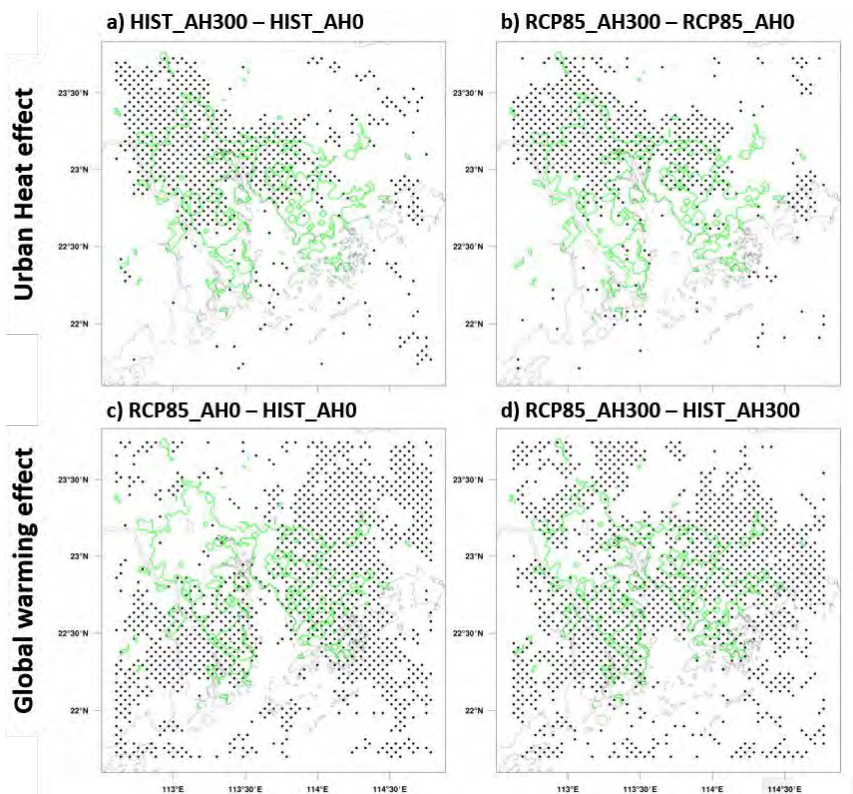 a) HIST_AH300 – HIST_AH0
b) RCP85_AH300 – RCP85_AH0
Urban Heat effect
23°30'N
23°N
22°30'N
22°N
23°30'N
23°N
22°30'N
22°N
c) RCP85_AH0 – HIST_AH0
d) RCP85_AH300 – HIST_AH300
Global warming effect
23°30'N
23°N
22°30'N
22°N
23°30'N
23°N
22°30'N
22°N
113°E 113°30'E 114°E 114°30'E
113°E 113°30'E 114°E 114°30'E